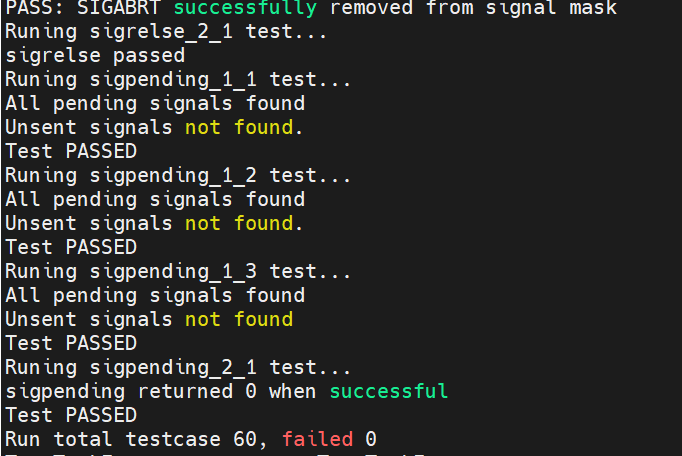 PASS: SIGABRT successfully removed from signal mask
Runing sigrelse_2_1 test...
sigrelse passed
Runing sigpending_1_1 test...
All pending signals found
Unsent signals not found.
Test PASSED
Runing sigpending_1_2 test...
All pending signals found
Unsent signals not found.
Test PASSED
Runing sigpending_1_3 test...
All pending signals found
Unsent signals not found
Test PASSED
Runing sigpending_2_1 test...
sigpending returned 0 when successful
Test PASSED
Run total testcase 60, failed 0